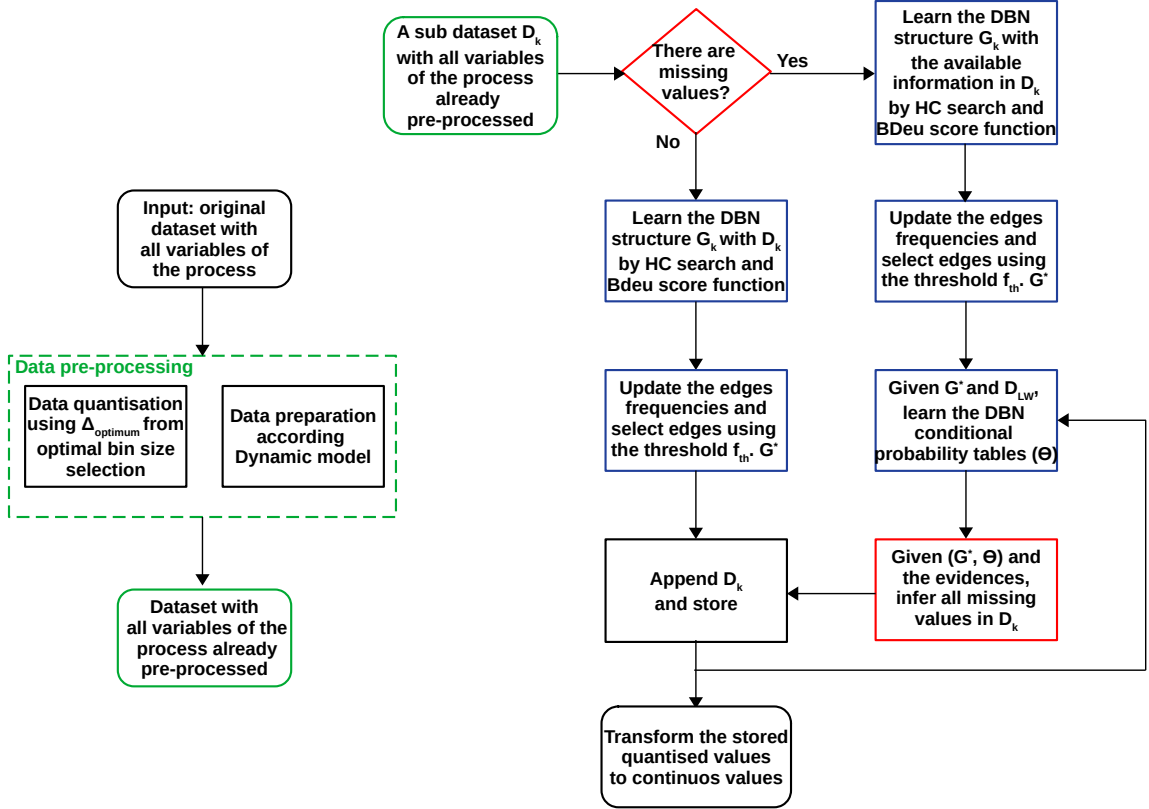 Input: original
dataset with
all variables of
the process
Data pre-processing
Data quantisation
using Δoptimum from
optimal bin size
selection
Data preparation
according
Dynamic model
Dataset with
all variables of the
process already
pre-processed
A sub dataset Dk
with all variables
of the process
already
pre-processed
There are
missing
values?
Yes
No
Learn the DBN
structure Gk with
the available
information in Dk
by HC search and
BDeu score function
Learn the DBN
structure Gk with Dk
by HC search and
Bdeu score function
Update the edges
frequencies and
select edges using
the threshold fth. G*
Update the edges
frequencies and
select edges using
the threshold fth. G*
Given G* and DLW,
learn the DBN
conditional
probability tables (Θ)
Given (G*, Θ) and
the evidences,
infer all missing
values in Dk
Append Dk
and store
Transform the stored
quantised values
to continuos values